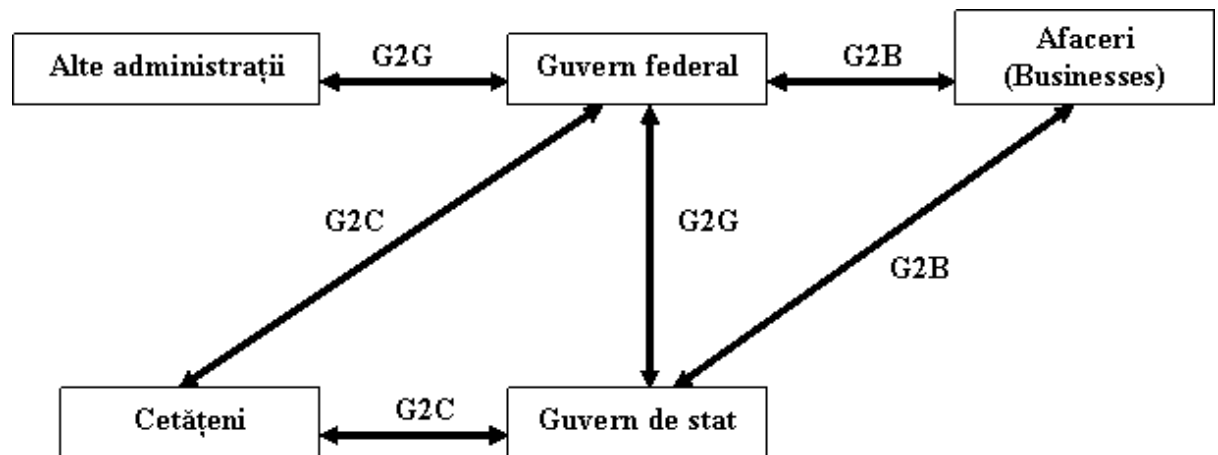 Alte administrații
G2G
Guvern federal
G2B
Afaceri
(Businesses)
G2C
G2G
G2B
Cetățeni
G2C
Guvern de stat